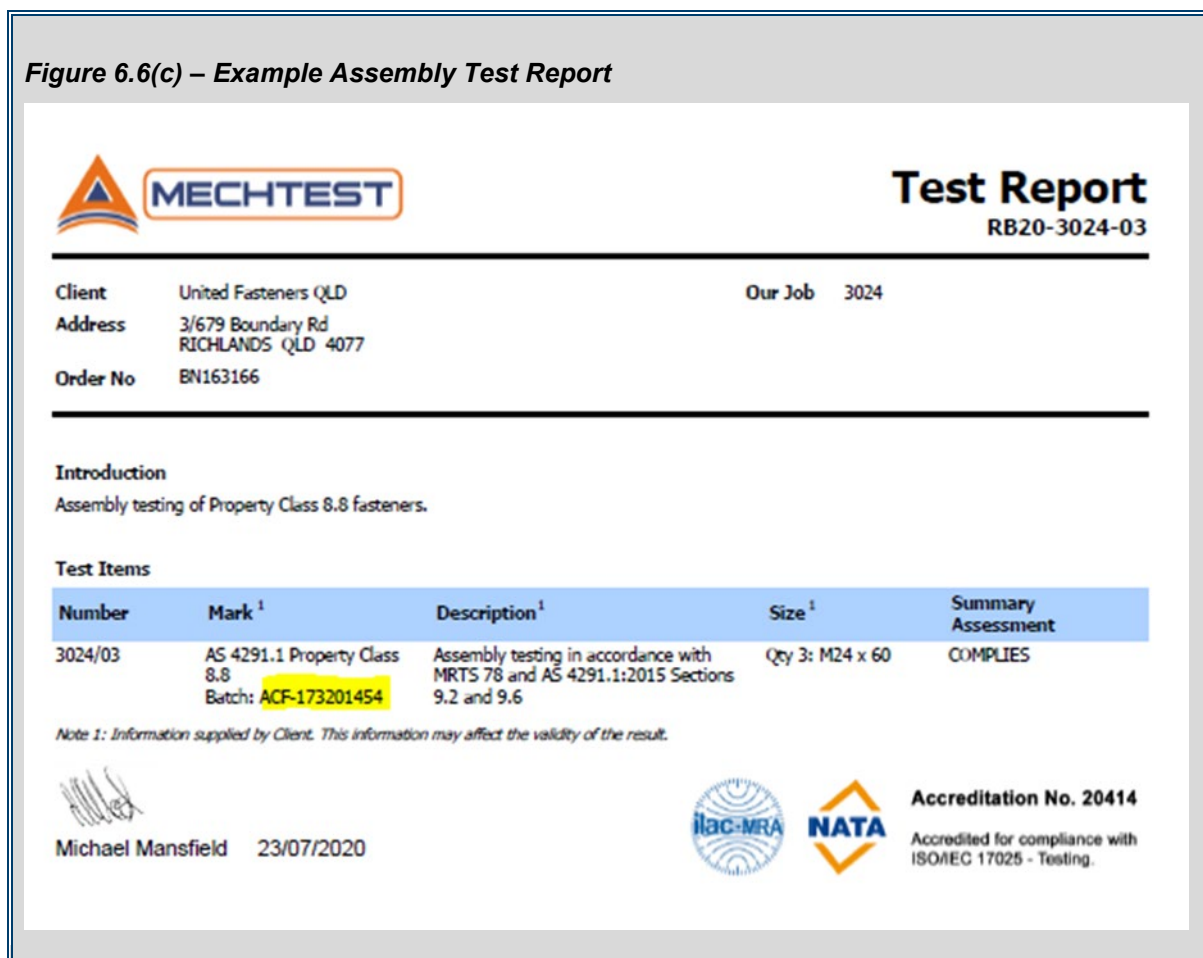 Figure 6.6(c) – Example Assembly Test Report
MECHTEST
Test Report
RB20-3024-03
Client United Fasteners QLD Our Job 3024
Address 3/679 Boundary Rd
RICHLANDS QLD 4077
Order No BN163166
Introduction
Assembly testing of Property Class 8.8 fasteners.
Test Items
Number Mark 1 Description 1 Size 1 Summary Assessment
3024/03 AS 4291.1 Property Class Assembly testing in accordance with Qty 3: M24 x 60 COMPLIES
8.8 MRTS 78 and AS 4291.1:2015 Sections
Batch: ACF-173201454 9.2 and 9.6
Note 1: Information supplied by Client. This information may affect the validity of the result.
Michael Mansfield 23/07/2020
ilac-MRA
NATA
Accreditation No. 20414
Accredited for compliance with
ISO/IEC 17025 - Testing.